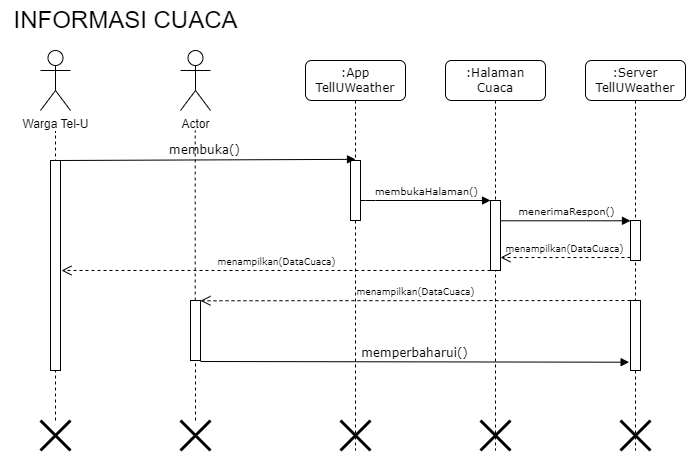 INFORMASI CUACA
Warga Tel-U
Actor
:App
TellUWeather
:Halaman
Cuaca
:Server
TellUWeather
membuka()
membukaHalaman()
menerimaRespon()
menampilkan(DataCuaca)
menampilkan(DataCuaca)
menampilkan(DataCuaca)
memperbaharui()